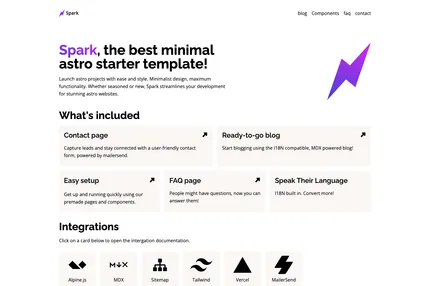 Spark
blog Components faq contact
Spark, the best minimal
astro starter template!
Launch astro projects with ease and style. Minimalist design, maximum
functionality. Whether seasoned or new, Spark streamlines your development
for stunning astro websites.
What's included
Contact page
Capture leads and stay connected with a user-friendly contact
form, powered by mailersend.
Ready-to-go blog
Start blogging using the I18N compatible, MDX powered blog!
Easy setup
Get up and running quickly using our
premade pages and components.
FAQ page
People might have questions, now you can
answer them!
Speak Their Language
I18N built in. Convert more!
Integrations
Click on a card below to open the intergation documentation.
Alpine.js
MDX
Sitemap
Tailwind
Vercel
MailerSend